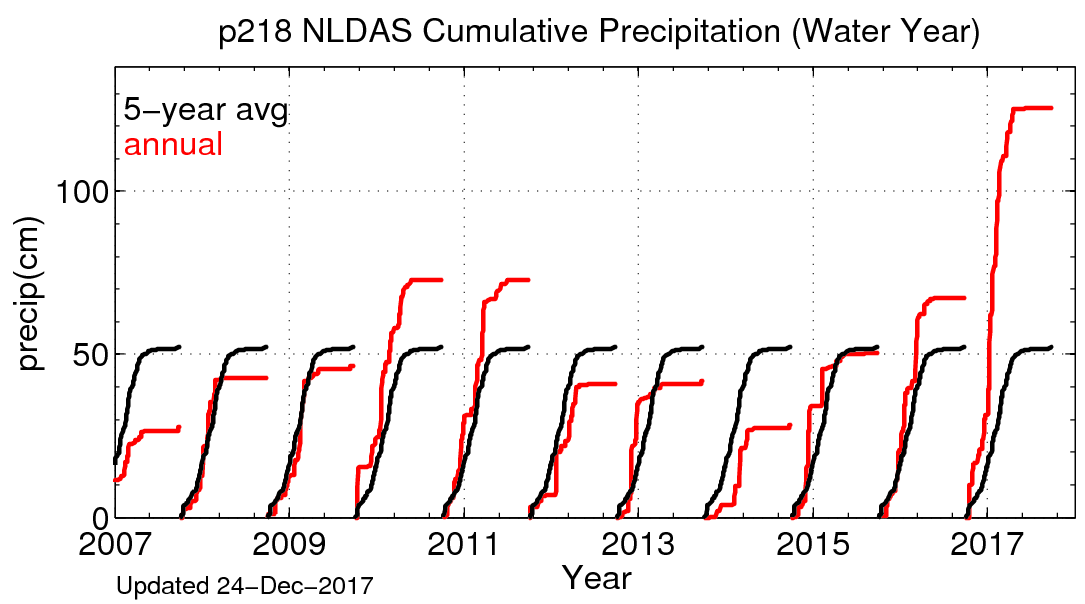 p218 NLDAS Cumulative Precipitation (Water Year)
5−year avg
annual
precip(cm)
100
50
0
2007 2009 2011 2013 2015 2017
Year
Updated 24−Dec−2017